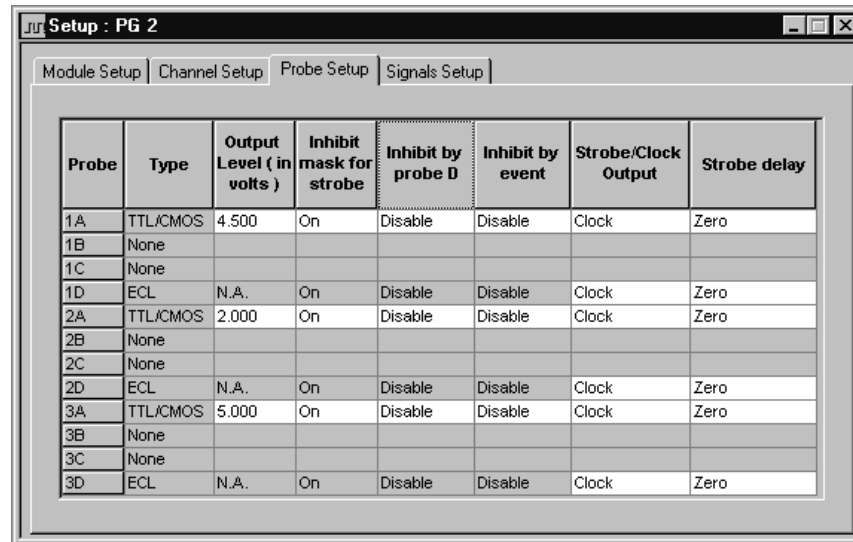 Setup : PG 2
Module Setup Channel Setup Probe Setup Signals Setup
Probe Type Output Level ( in volts ) Inhibit mask for strobe Inhibit by probe D Inhibit by event Strobe/Clock Output Strobe delay
1A TTL/CMOS 4.500 On Disable Disable Clock Zero
1B None
1C None
1D ECL N.A. On Disable Disable Clock Zero
2A TTL/CMOS 2.000 On Disable Disable Clock Zero
2B None
2C None
2D ECL N.A. On Disable Disable Clock Zero
3A TTL/CMOS 5.000 On Disable Disable Clock Zero
3B None
3C None
3D ECL N.A. On Disable Disable Clock Zero